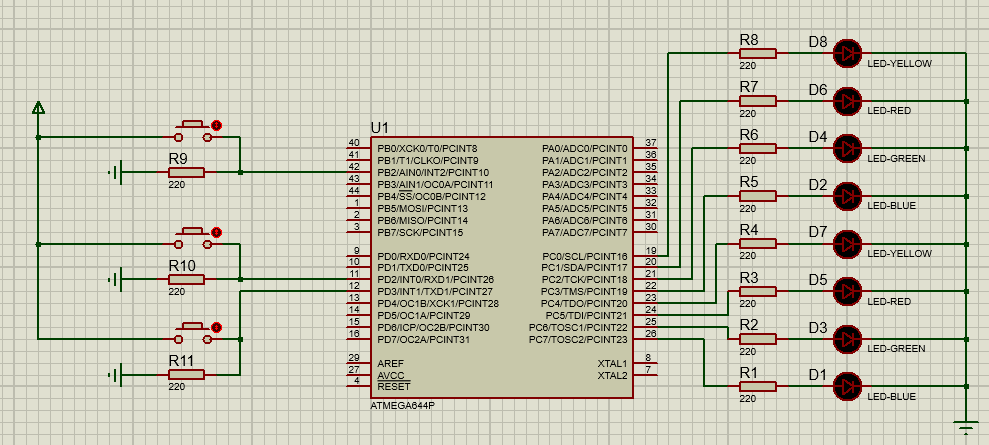 U1
40 PB0/XCK0/T0/PCINT8
41 PB1/T1/CLKO/PCINT9
42 PB2/AIN0/INT2/PCINT10
43 PB3/AIN1/OC0A/PCINT11
44 PB4/SS/OC0B/PCINT12
1 PB5/MOSI/PCINT13
2 PB6/MISO/PCINT14
3 PB7/SCK/PCINT15
9 PD0/RXD0/PCINT24
10 PD1/TXD0/PCINT25
11 PD2/INT0/RXD1/PCINT26
12 PD3/INT1/TXD1/PCINT27
13 PD4/OC1B/XCK1/PCINT28
14 PD5/OC1A/PCINT29
15 PD6/ICP/OC2B/PCINT30
16 PD7/OC2A/PCINT31
29 AREF
27 AVCC
4 RESET
PA0/ADC0/PCINT0 37
PA1/ADC1/PCINT1 36
PA2/ADC2/PCINT2 35
PA3/ADC3/PCINT3 34
PA4/ADC4/PCINT4 33
PA5/ADC5/PCINT5 32
PA6/ADC6/PCINT6 31
PA7/ADC7/PCINT7 30
PC0/SCL/PCINT16 19
PC1/SDA/PCINT17 20
PC2/TCK/PCINT18 21
PC3/TMS/PCINT19 22
PC4/TDO/PCINT20 23
PC5/TDI/PCINT21 24
PC6/TOSC1/PCINT22 25
PC7/TOSC2/PCINT23 26
XTAL1 8
XTAL2 7
ATMEGA644P
R9
220
R10
220
R11
220
R8 D8
220 LED-YELLOW
R7 D6
220 LED-RED
R6 D4
220 LED-GREEN
R5 D2
220 LED-BLUE
R4 D7
220 LED-YELLOW
R3 D5
220 LED-RED
R2 D3
220 LED-GREEN
R1 D1
220 LED-BLUE